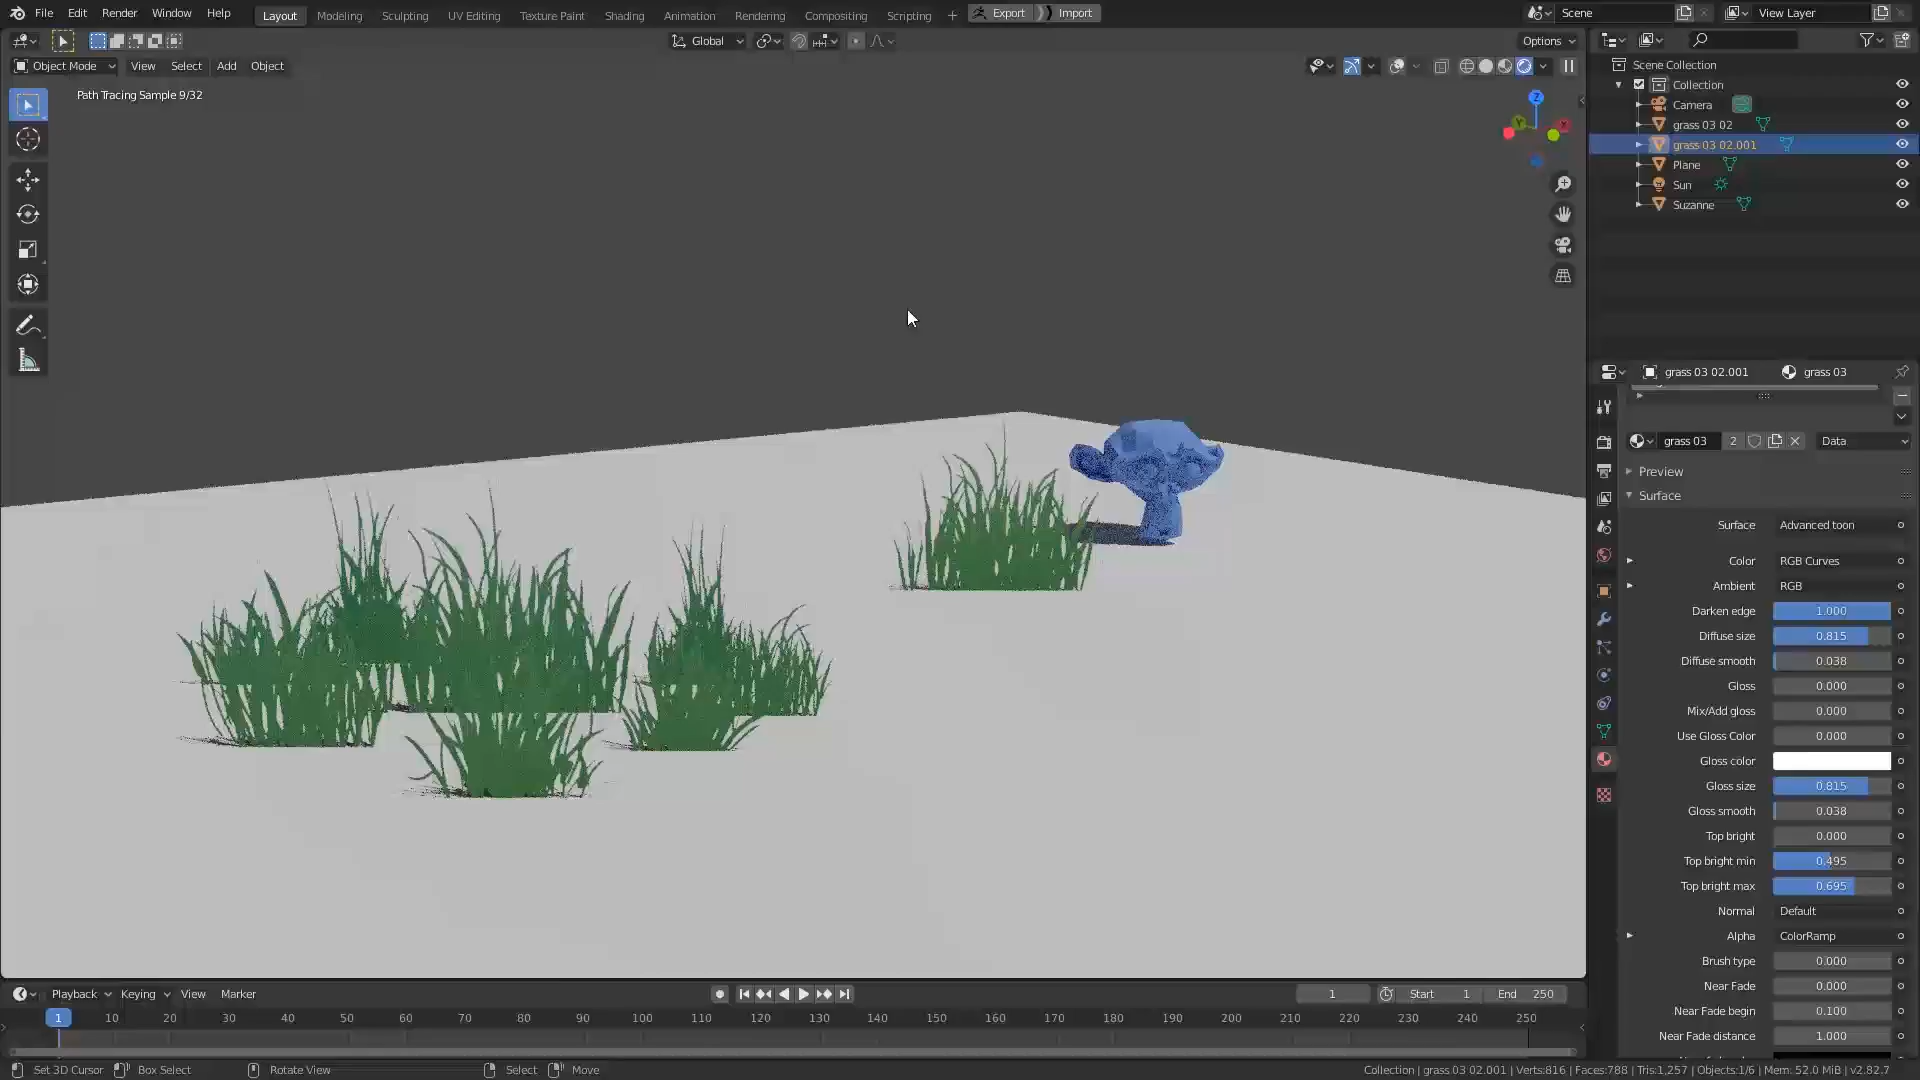 File Edit Render Window Help Layout Modeling Sculpting UV Editing Texture Paint Shading Animation Rendering Compositing Scripting + Export Import Scene View Layer
Global Options
Object Mode View Select Add Object
Path Tracing Sample 9/32
Z
Y
X
Scene Collection
Collection
Camera
grass 03 02
grass 03 02.001
Plane
Sun
Suzanne
grass 03 02.001 grass 03
grass 03 2 Data
Preview
Surface
Surface Advanced toon
Color RGB Curves
Ambient RGB
Darken edge 1.000
Diffuse size 0.815
Diffuse smooth 0.038
Gloss 0.000
Mix/Add gloss 0.000
Use Gloss Color 0.000
Gloss color
Gloss size 0.815
Gloss smooth 0.038
Top bright 0.000
Top bright min 0.495
Top bright max 0.695
Normal Default
Alpha ColorRamp
Brush type 0.000
Near Fade 0.000
Near Fade begin 0.100
Near Fade distance 1.000
Playback Keying View Marker 1 Start 1 End 250
1 10 20 30 40 50 60 70 80 90 100 110 120 130 140 150 160 170 180 190 200 210 220 230 240 250
Set 3D Cursor Box Select Rotate View Select Move Collection | grass 03 02.001 | Verts:816 | Faces:788 | Tris:1,257 | Objects:1/6 | Mem: 52.0 MiB | v2.82.7